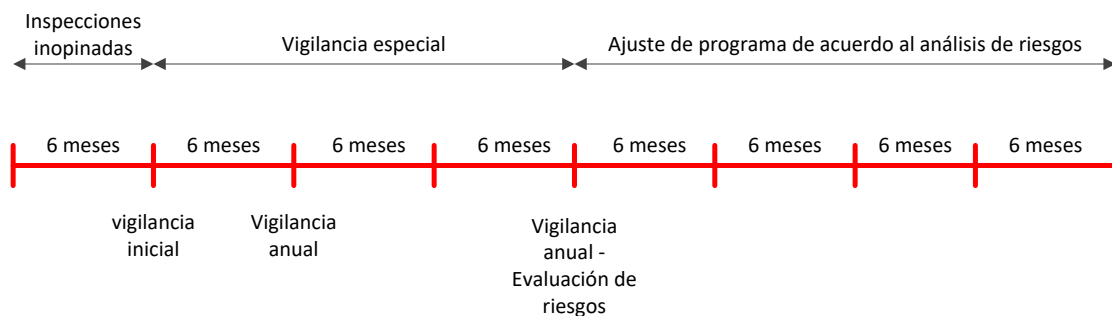 Inspecciones
inopinadas
Vigilancia especial
Ajuste de programa de acuerdo al análisis de riesgos
6 meses
6 meses
6 meses
6 meses
6 meses
6 meses
6 meses
6 meses
vigilancia
inicial
Vigilancia
anual
Vigilancia
anual -
Evaluación de
riesgos